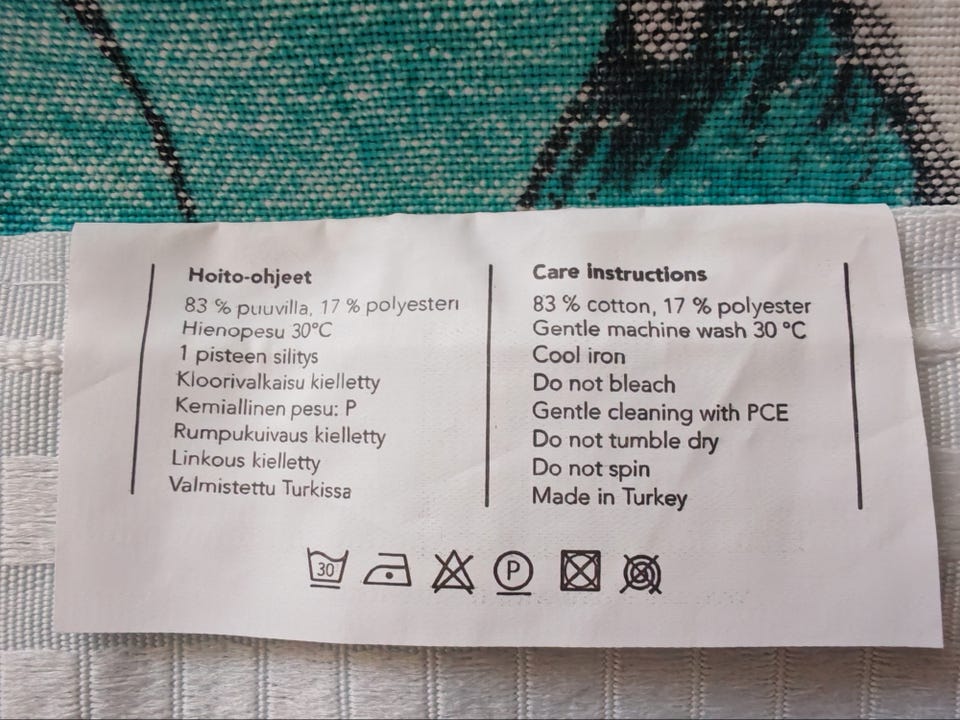 Hoito-ohjeet
83 % puuvilla, 17 % polyesteri
Hienopesu 30°C
1 pisteen silitys
Kloorivalkaisu kielletty
Kemiallinen pesu: P
Rumpukuivaus kielletty
Linkous kielletty
Valmistettu Turkissa
Care instructions
83 % cotton, 17 % polyester
Gentle machine wash 30 °C
Cool iron
Do not bleach
Gentle cleaning with PCE
Do not tumble dry
Do not spin
Made in Turkey
30 P